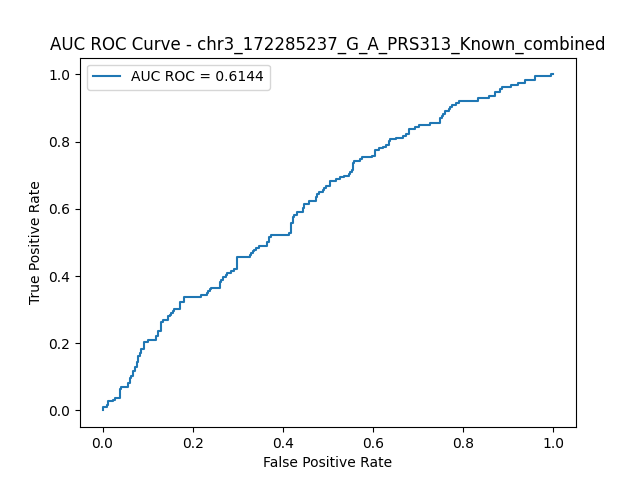 AUC ROC Curve - chr3_172285237_G_A_PRS313_Known_combined
AUC ROC = 0.6144
1.0
0.8
0.6
0.4
0.2
0.0
True Positive Rate
0.0 0.2 0.4 0.6 0.8 1.0
False Positive Rate